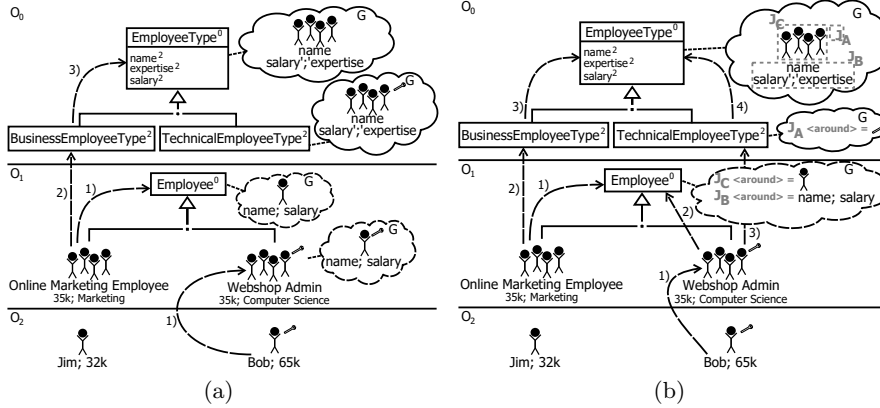 O0
EmployeeType0
name2
expertise2
salary2
G
name
salary';'expertise
3)
G
name
salary';'expertise
BusinessEmployeeType2
TechnicalEmployeeType2
O1
2)
1)
Employee0
G
name; salary
G
name; salary
Online Marketing Employee
35k; Marketing
Webshop Admin
35k; Computer Science
O2
1)
Jim; 32k
Bob; 65k
(a)
O0
EmployeeType0
name2
expertise2
salary2
G
JC
JA
JB
name
salary';'expertise
3)
4)
BusinessEmployeeType2
TechnicalEmployeeType2
G
JA <around> =
O1
2)
1)
Employee0
G
JC <around> =
JB <around> = name; salary
2)
3)
1)
Online Marketing Employee
35k; Marketing
Webshop Admin
35k; Computer Science
O2
Jim; 32k
Bob; 65k
(b)